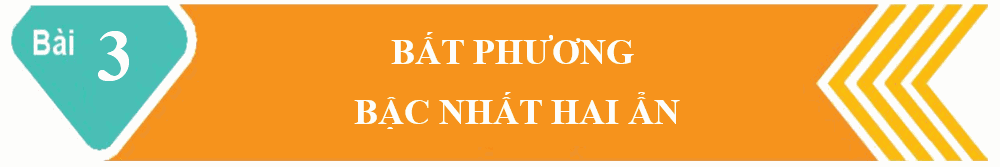 Bài 3
BẤT PHƯƠNG
BẬC NHẤT HAI ẨN